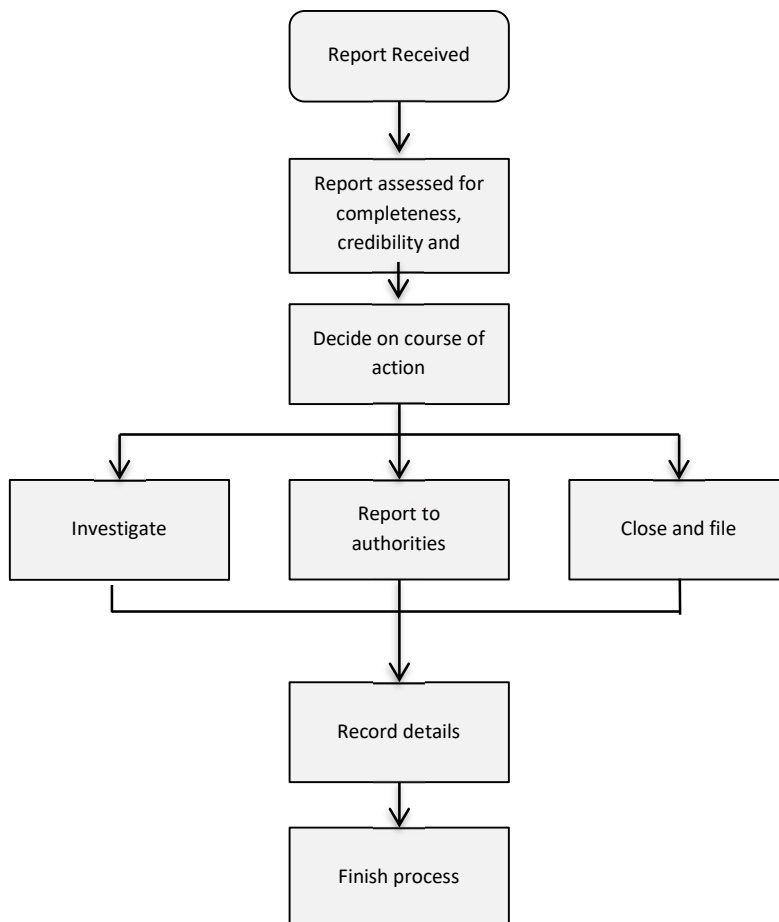 Report Received
Report assessed for
completeness,
credibility and
Decide on course of
action
Investigate
Report to
authorities
Close and file
Record details
Finish process